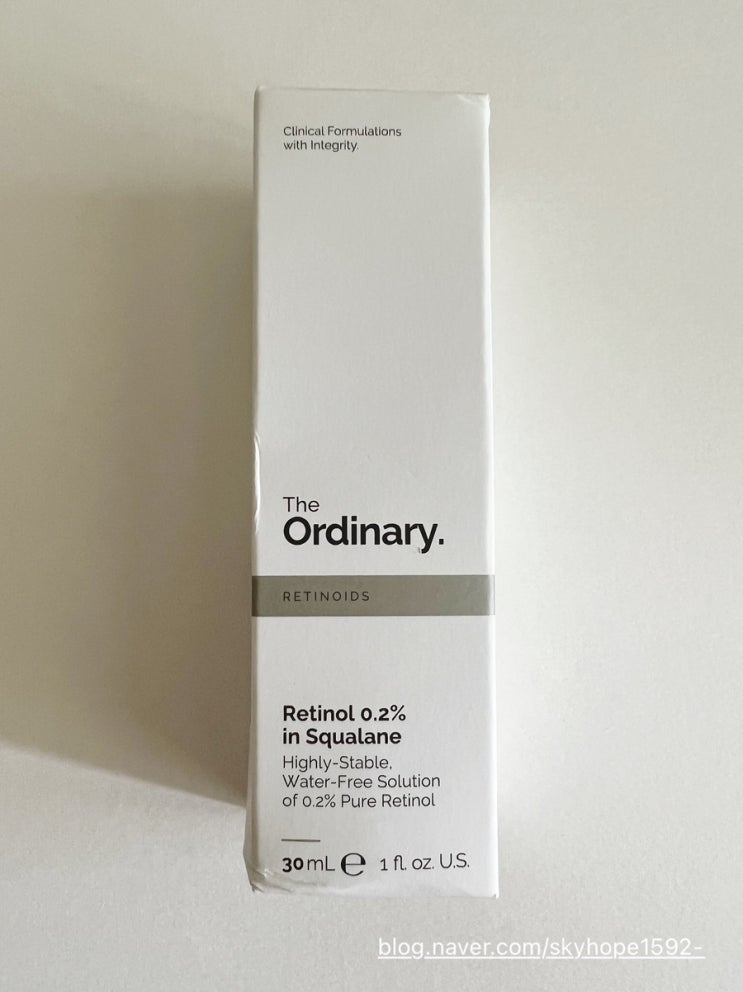 Clinical Formulations
with Integrity.
The
Ordinary.
RETINOIDS
Retinol 0.2%
in Squalane
Highly-Stable,
Water-Free Solution
of 0.2% Pure Retinol
30 mL ℮ 1 fl. oz. U.S.
blog.naver.com/skyhope1592-